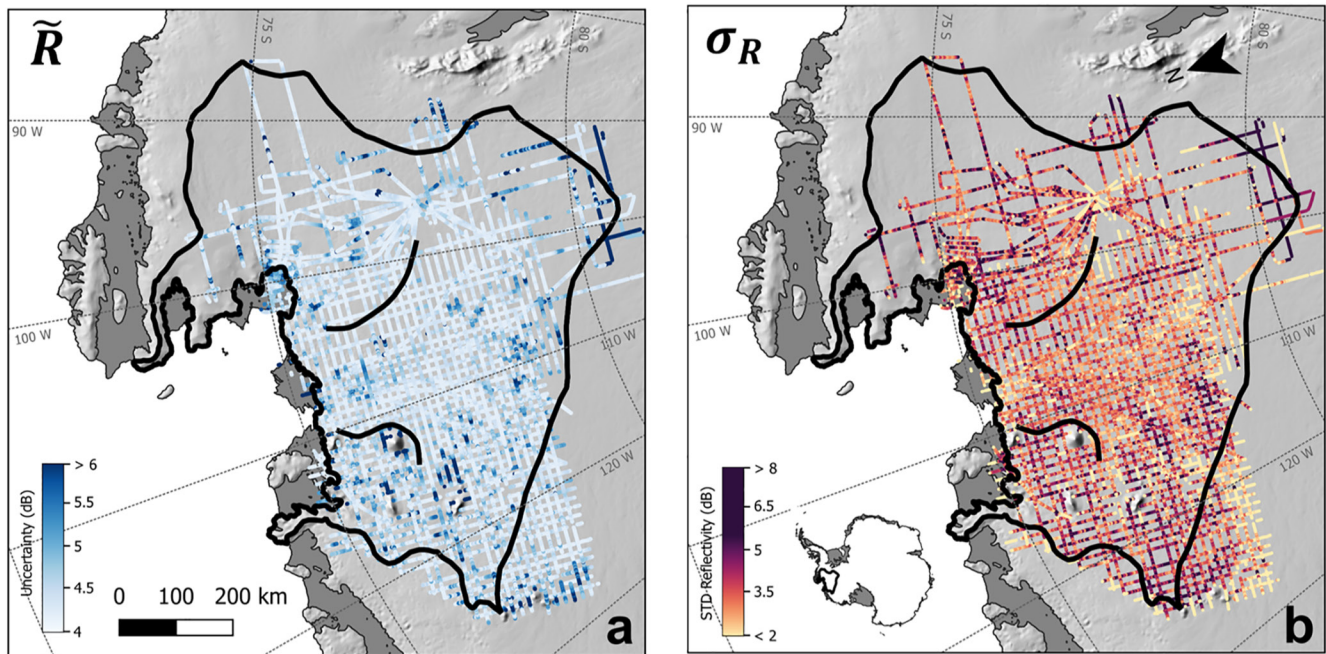 R̃
75 S
80 S
90 W
100 W
110 W
120 W
Uncertainty (dB)
> 6
5.5
5
4.5
4
0 100 200 km
a
σR
75 S
80 S
N
90 W
100 W
110 W
120 W
STD-Reflectivity (dB)
> 8
6.5
5
3.5
< 2
b